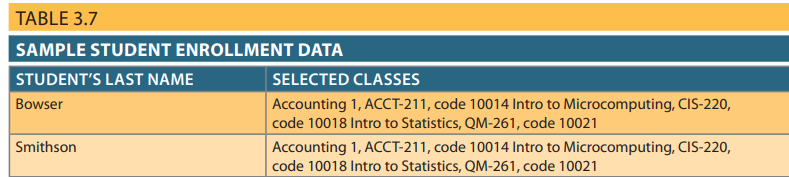 TABLE 3.7
SAMPLE STUDENT ENROLLMENT DATA
STUDENT'S LAST NAME SELECTED CLASSES
Bowser Accounting 1, ACCT-211, code 10014 Intro to Microcomputing, CIS-220,
code 10018 Intro to Statistics, QM-261, code 10021
Smithson Accounting 1, ACCT-211, code 10014 Intro to Microcomputing, CIS-220,
code 10018 Intro to Statistics, QM-261, code 10021